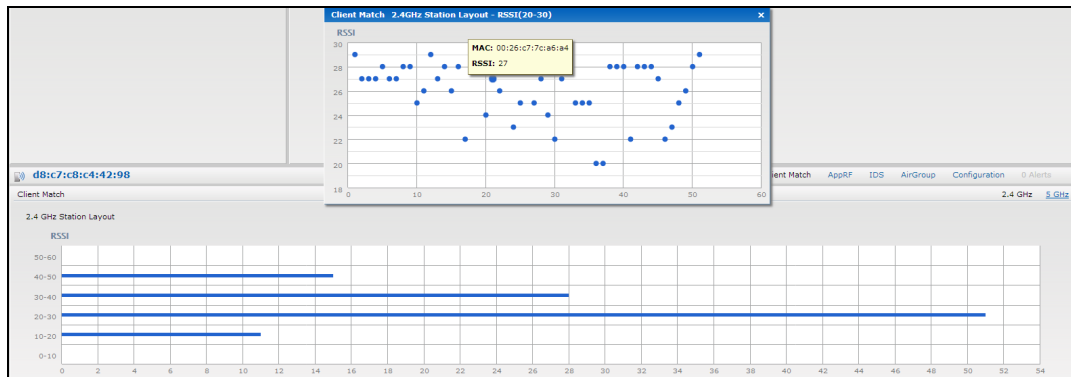 Client Match 2.4GHz Station Layout - RSSI(20-30) ×
RSSI
30
28
26
24
22
20
18
MAC: 00:26:c7:7c:a6:a4
RSSI: 27
0 10 20 30 40 50 60
d8:c7:c8:c4:42:98
ient Match AppRF IDS AirGroup Configuration 0 Alerts
Client Match
2.4 GHz 5 GHz
2.4 GHz Station Layout
RSSI
50-60
40-50
30-40
20-30
10-20
0-10
0 2 4 6 8 10 12 14 16 18 20 22 24 26 28 30 32 34 36 38 40 42 44 46 48 50 52 54